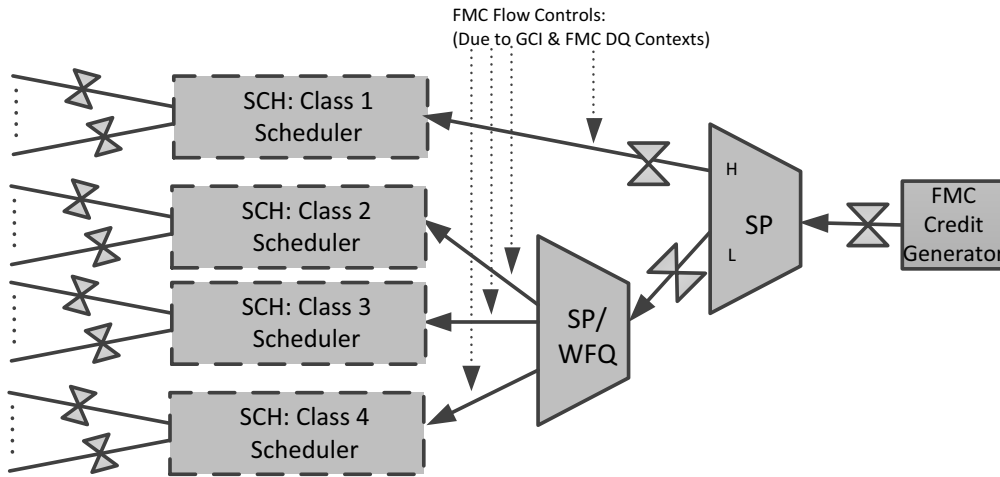 FMC Flow Controls:
(Due to GCI & FMC DQ Contexts)
SCH: Class 1
Scheduler
SCH: Class 2
Scheduler
SCH: Class 3
Scheduler
SCH: Class 4
Scheduler
SP/
WFQ
H
SP
L
FMC
Credit
Generator